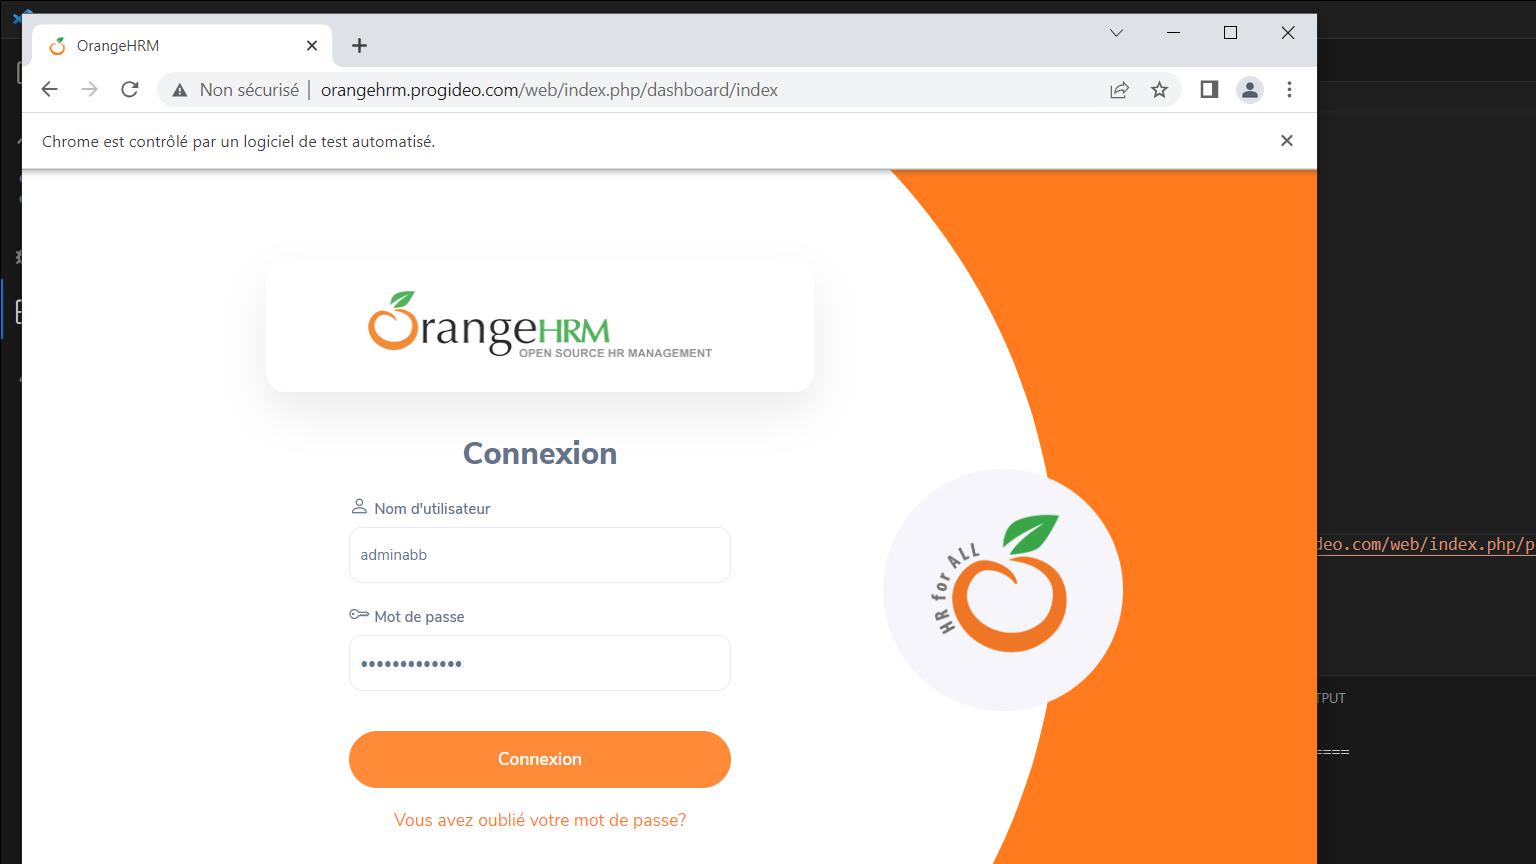 OrangeHRM
Non sécurisé | orangehrm.progideo.com/web/index.php/dashboard/index
Chrome est contrôlé par un logiciel de test automatisé.
OrangeHRM
OPEN SOURCE HR MANAGEMENT
Connexion
Nom d'utilisateur
adminabb
Mot de passe
•••••••••••••
Connexion
Vous avez oublié votre mot de passe?
HR for ALL
deo.com/web/index.php/p
TPUT
====